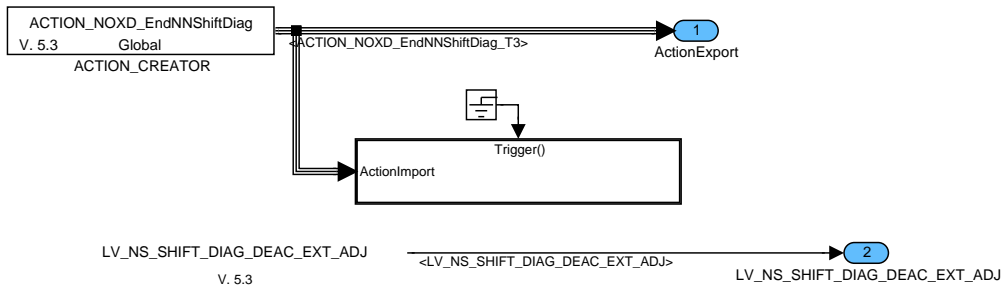 ACTION_NOXD_EndNNShiftDiag
V. 5.3 Global
ACTION_CREATOR
<ACTION_NOXD_EndNNShiftDiag_T3>
1
ActionExport
Trigger()
ActionImport
LV_NS_SHIFT_DIAG_DEAC_EXT_ADJ
V. 5.3
<LV_NS_SHIFT_DIAG_DEAC_EXT_ADJ>
2
LV_NS_SHIFT_DIAG_DEAC_EXT_ADJ